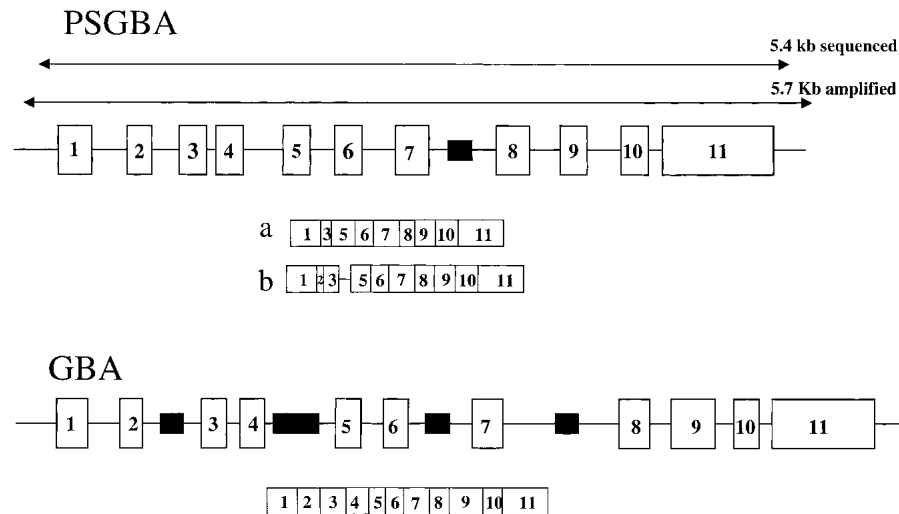 PSGBA
5.4 kb sequenced
5.7 Kb amplified
1 2 3 4 5 6 7 8 9 10 11
a 1 3 5 6 7 8 9 10 11
b 1 2 3 5 6 7 8 9 10 11
GBA
1 2 3 4 5 6 7 8 9 10 11
1 2 3 4 5 6 7 8 9 10 11